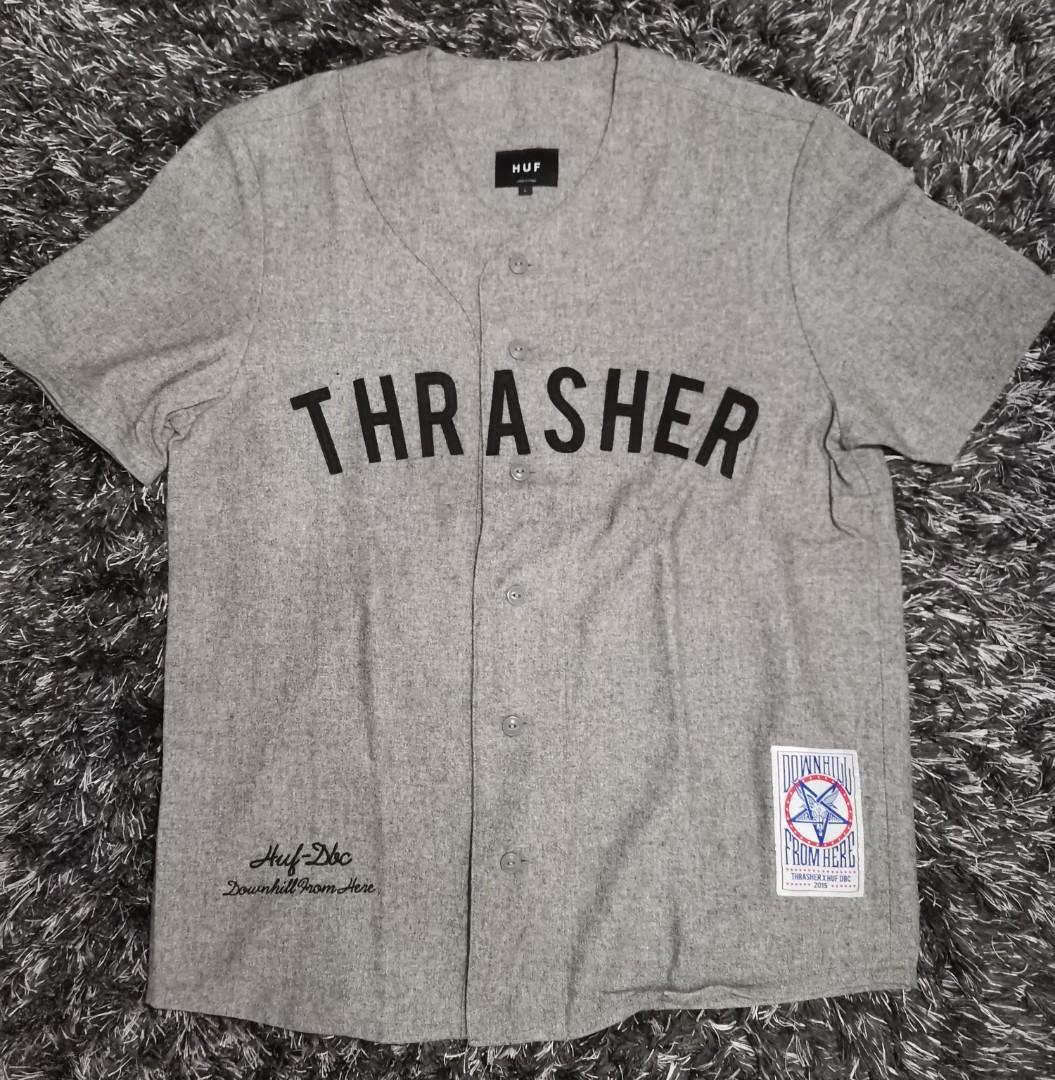 HUF
THRASHER
Huf-Dbc
Downhill From Here
DOWNHILL
FROM HERE
THRASHER X HUF DBC
2015